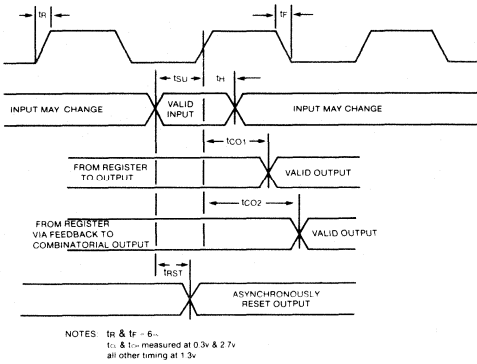 tR
tF
tSU
tH
INPUT MAY CHANGE
VALID
INPUT
INPUT MAY CHANGE
tCO1
FROM REGISTER
TO OUTPUT
VALID OUTPUT
tCO2
FROM REGISTER
VIA FEEDBACK TO
COMBINATORIAL OUTPUT
VALID OUTPUT
tRST
ASYNCHRONOUSLY
RESET OUTPUT
NOTES: tR & tF = 6ns
tCL & tCH measured at 0.3v & 2.7v
all other timing at 1.3v